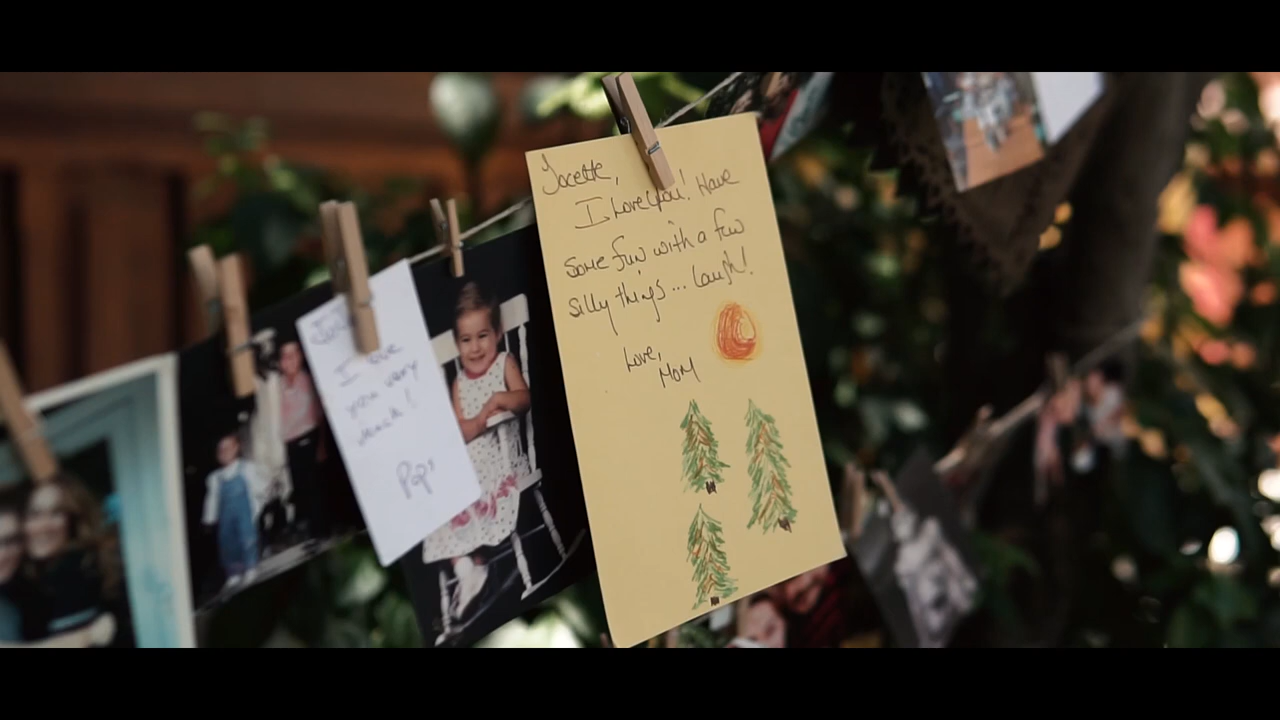 I love
you very
much!
Pop
Jocette,
I Love you! Have
some fun with a few
silly things... laugh!
Love,
Mom